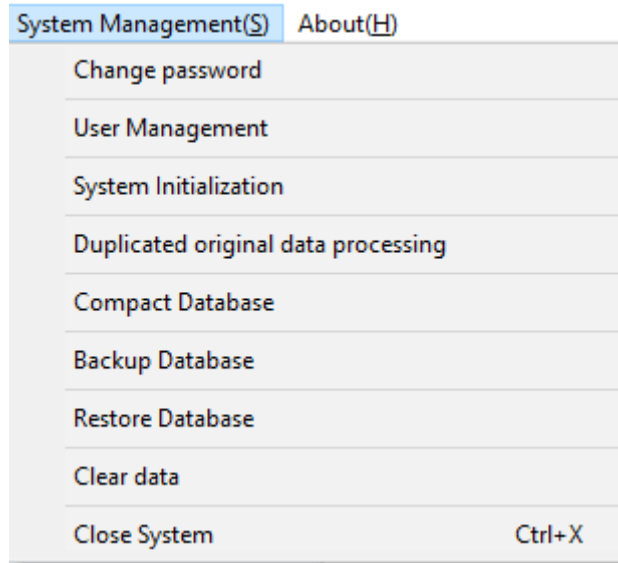 System Management(S) About(H)
Change password
User Management
System Initialization
Duplicated original data processing
Compact Database
Backup Database
Restore Database
Clear data
Close System Ctrl+X